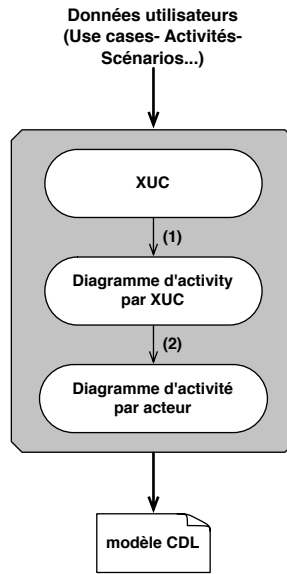 Données utilisateurs
(Use cases- Activités-
Scénarios...)
XUC
(1)
Diagramme d'activity
par XUC
(2)
Diagramme d'activité
par acteur
modèle CDL